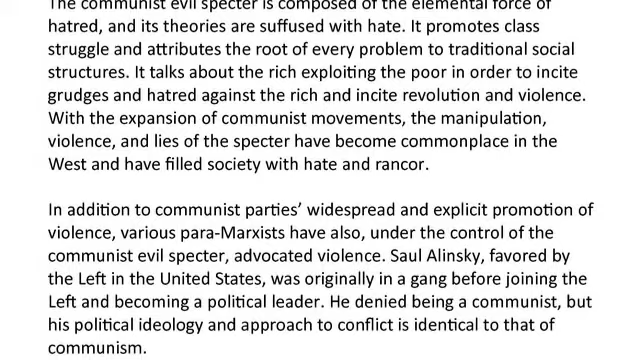 The communist evil specter is composed of the elemental force of
hatred, and its theories are suffused with hate. It promotes class
struggle and attributes the root of every problem to traditional social
structures. It talks about the rich exploiting the poor in order to incite
grudges and hatred against the rich and incite revolution and violence.
With the expansion of communist movements, the manipulation,
violence, and lies of the specter have become commonplace in the
West and have filled society with hate and rancor.
In addition to communist parties’ widespread and explicit promotion of
violence, various para-Marxists have also, under the control of the
communist evil specter, advocated violence. Saul Alinsky, favored by
the Left in the United States, was originally in a gang before joining the
Left and becoming a political leader. He denied being a communist, but
his political ideology and approach to conflict is identical to that of
communism.